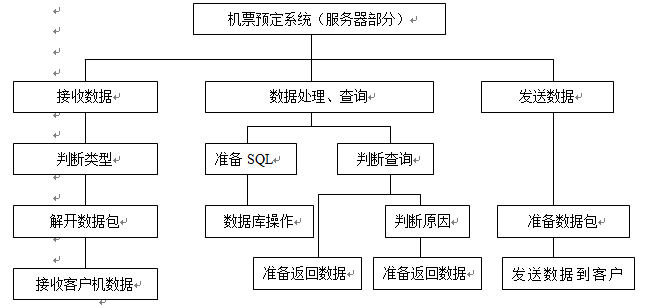 机票预定系统（服务器部分）
接收数据
数据处理、查询
发送数据
判断类型
准备 SQL
判断查询
解开数据包
数据库操作
判断原因
准备数据包
接收客户机数据
准备返回数据
准备返回数据
发送数据到客户